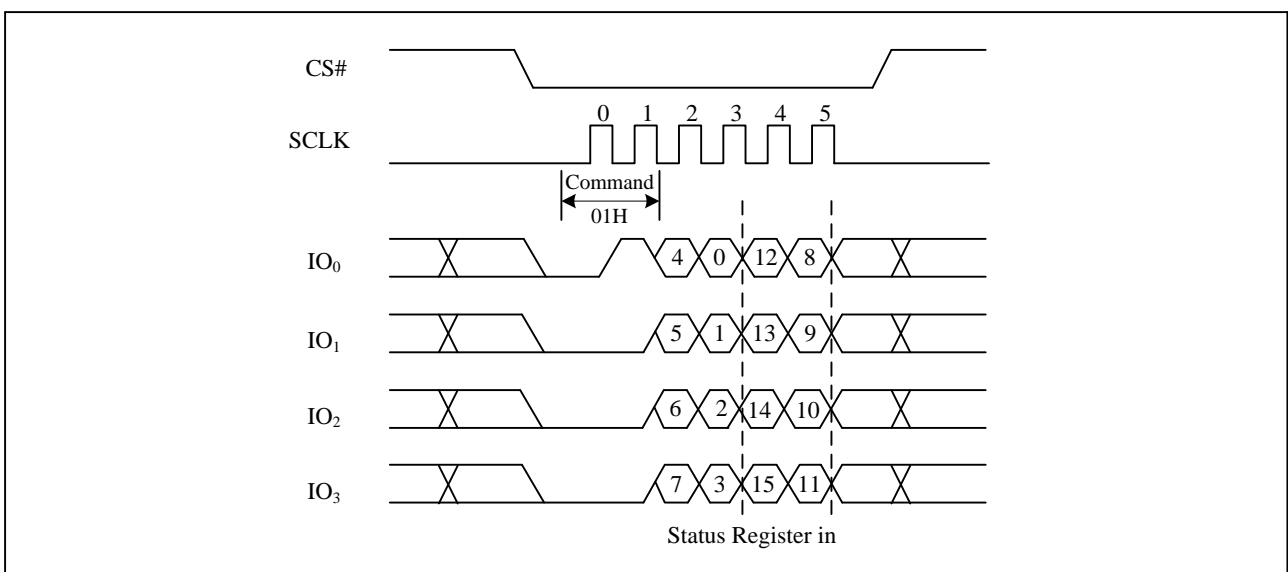 CS#
0 1 2 3 4 5
SCLK
Command
01H
IO₀ 4 0 12 8
IO₁ 5 1 13 9
IO₂ 6 2 14 10
IO₃ 7 3 15 11
Status Register in